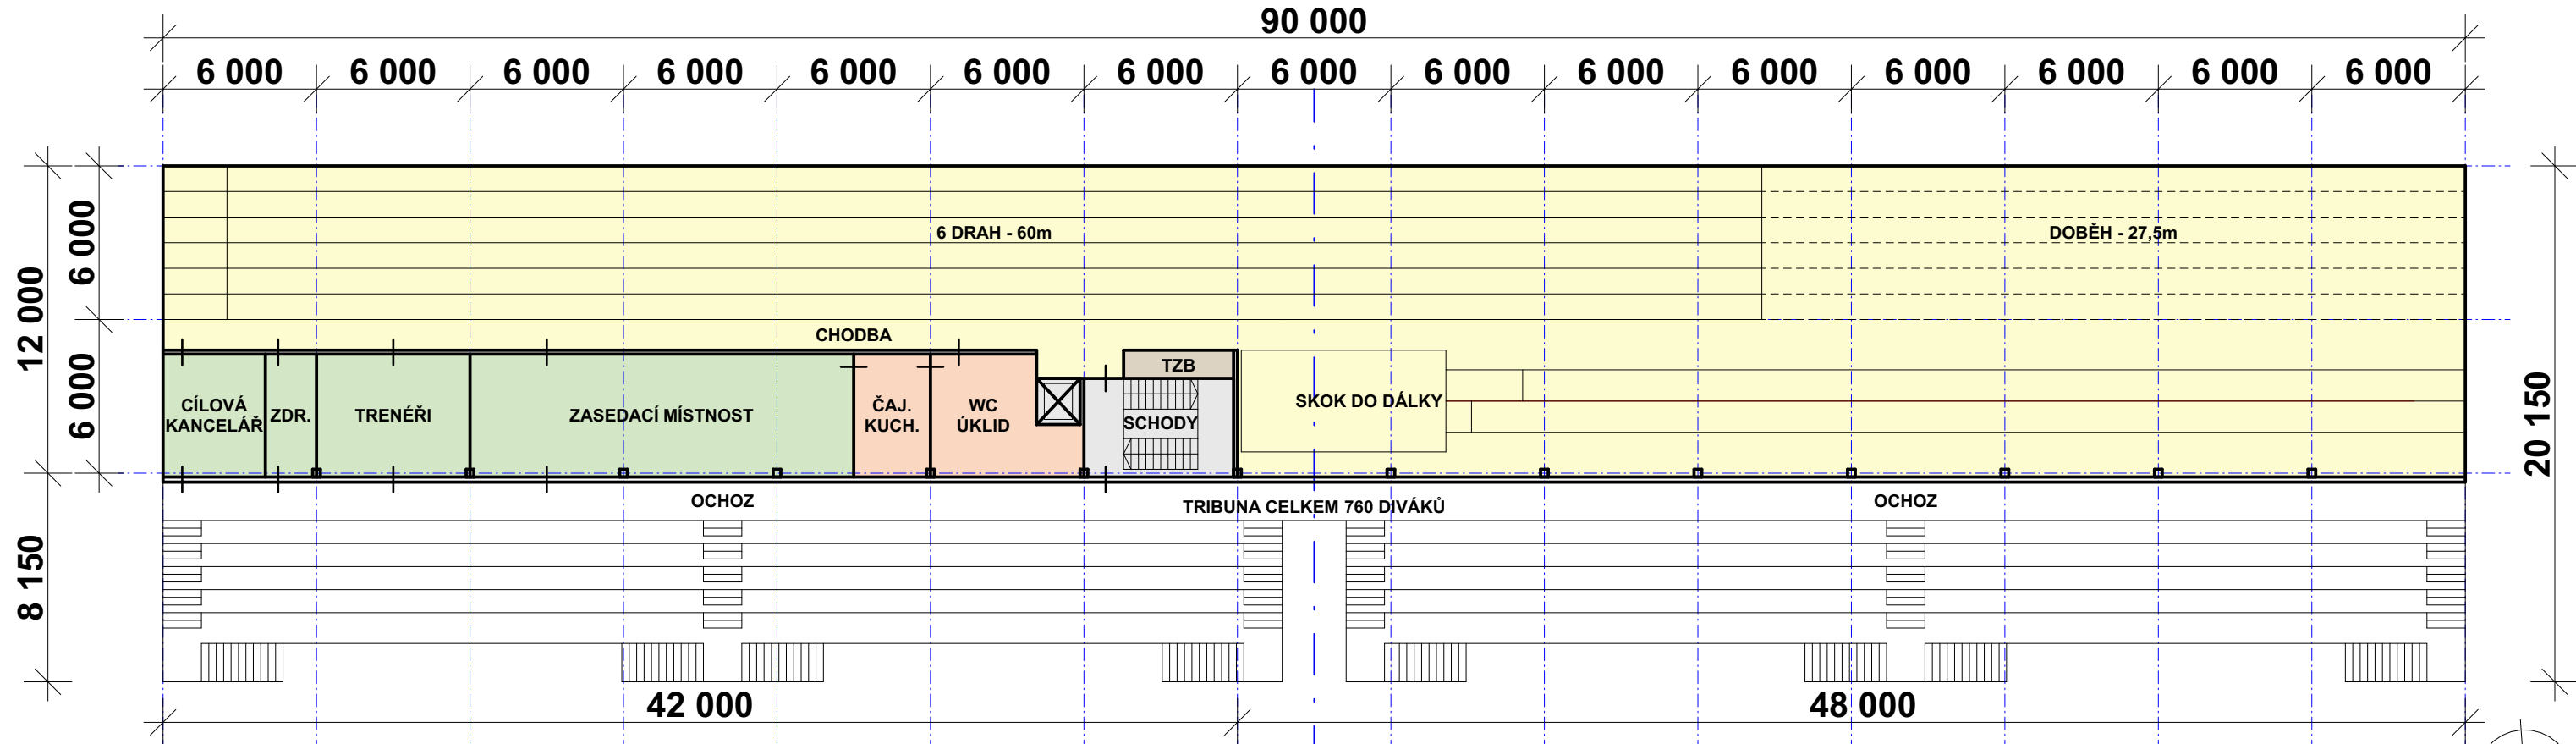 90 000
6 000 6 000 6 000 6 000 6 000 6 000 6 000 6 000 6 000 6 000 6 000 6 000 6 000 6 000 6 000
12 000
6 000
6 000
8 150
20 150
6 DRAH - 60m
DOBĚH - 27,5m
CHODBA
TZB
CÍLOVÁ
KANCELÁŘ
ZDR.
TRENÉŘI
ZASEDACÍ MÍSTNOST
ČAJ.
KUCH.
WC
ÚKLID
SCHODY
SKOK DO DÁLKY
OCHOZ
TRIBUNA CELKEM 760 DIVÁKŮ
OCHOZ
42 000
48 000